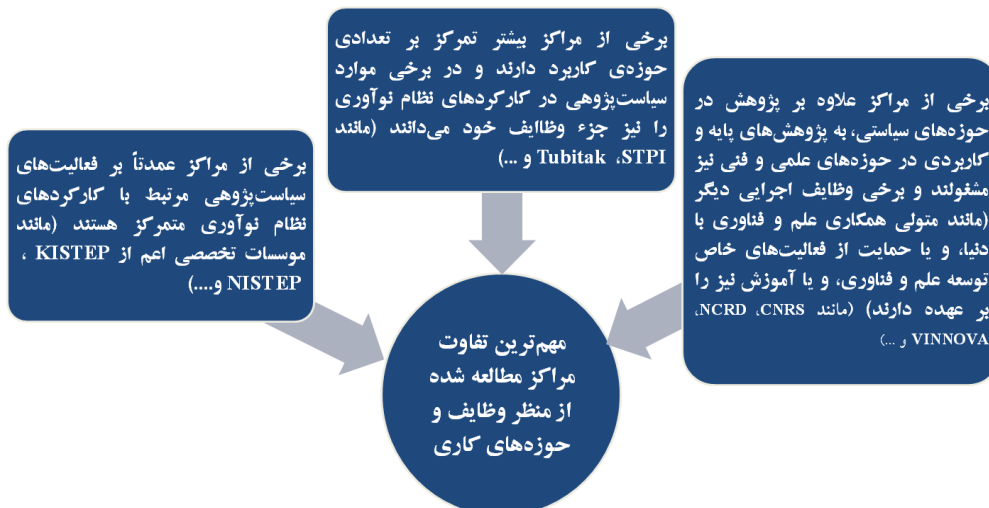 برخی از مراکز علاوه بر پژوهش در
حوزه‌های سیاستی، به پژوهش‌های پایه و
کاربردی در حوزه‌های علمی و فنی نیز
مشغولند و برخی وظایف اجرایی دیگر
(مانند متولی همکاری علم و فناوری با
دنیا، و یا حمایت از فعالیت‌های خاص
توسعه علم و فناوری، و یا آموزش نیز را
بر عهده دارند) (مانند NCRD ،CNRS،
VINNOVA و ...)
برخی از مراکز بیشتر تمرکز بر تعدادی
حوزه‌ی کاربرد دارند و در برخی موارد
سیاست‌پژوهی در کارکردهای نظام نوآوری
را نیز جزء وظاایف خود می‌دانند (مانند
Tubitak ،STPI و ...)
برخی از مراکز عمدتاً بر فعالیت‌های
سیاست‌پژوهی مرتبط با کارکردهای
نظام نوآوری متمرکز هستند (مانند
موسسات تخصصی اعم از KISTEP ،
NISTEP و....)
مهم‌ترین تفاوت
مراکز مطالعه شده
از منظر وظایف و
حوزه‌های کاری